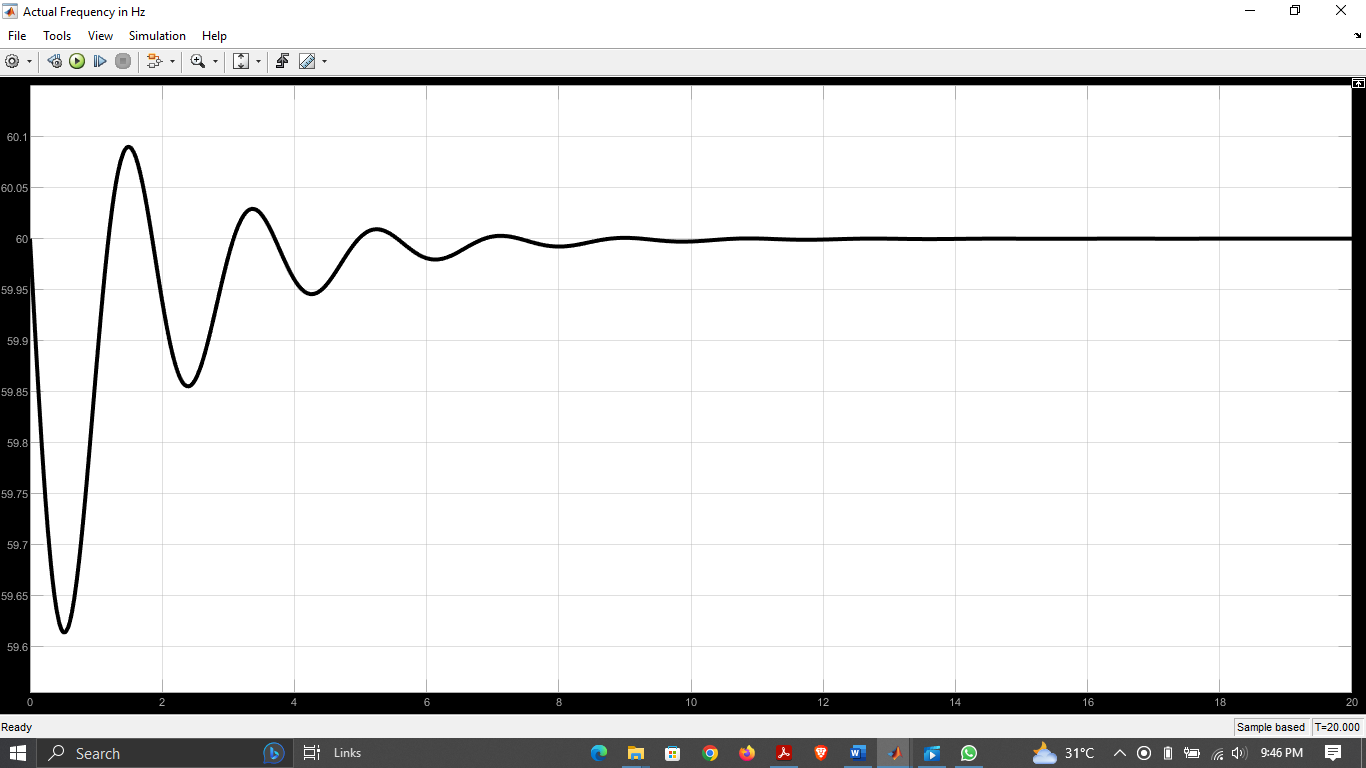 Actual Frequency in Hz
File Tools View Simulation Help
60.1
60.05
60
59.95
59.9
59.85
59.8
59.75
59.7
59.65
59.6
0 2 4 6 8 10 12 14 16 18 20
Ready Sample based T=20.000
Search Links 31°C 9:46 PM